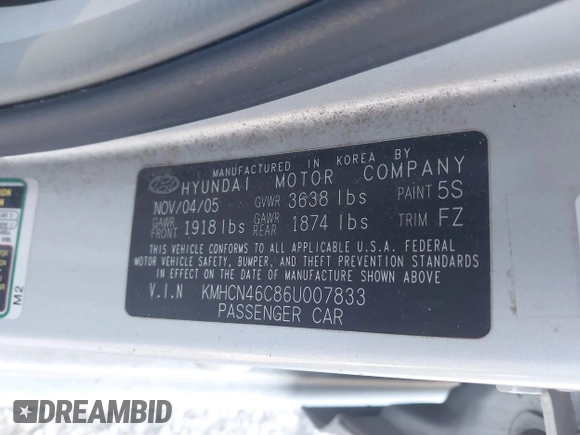 MANUFACTURED IN KOREA BY
HYUNDAI MOTOR COMPANY
NOV/04/05 GVWR 3638 lbs PAINT 5S
GAWR FRONT 1918 lbs GAWR REAR 1874 lbs TRIM FZ
THIS VEHICLE CONFORMS TO ALL APPLICABLE U.S.A. FEDERAL
MOTOR VEHICLE SAFETY, BUMPER, AND THEFT PREVENTION STANDARDS
IN EFFECT ON THE DATE OF MANUFACTURE SHOWN ABOVE.
V.I.N KMHCN46C86U007833
PASSENGER CAR
M2
DREAMBID